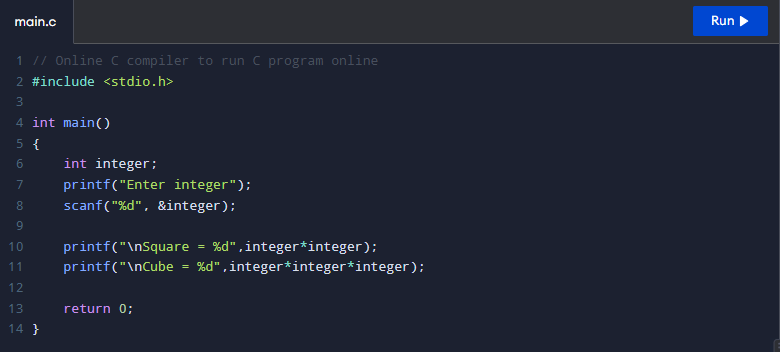 main.c
Run
1 // Online C compiler to run C program online
2 #include <stdio.h>
3
4 int main()
5 {
6     int integer;
7     printf("Enter integer");
8     scanf("%d", &integer);
9
10     printf("\nSquare = %d",integer*integer);
11     printf("\nCube = %d",integer*integer*integer);
12
13     return 0;
14 }